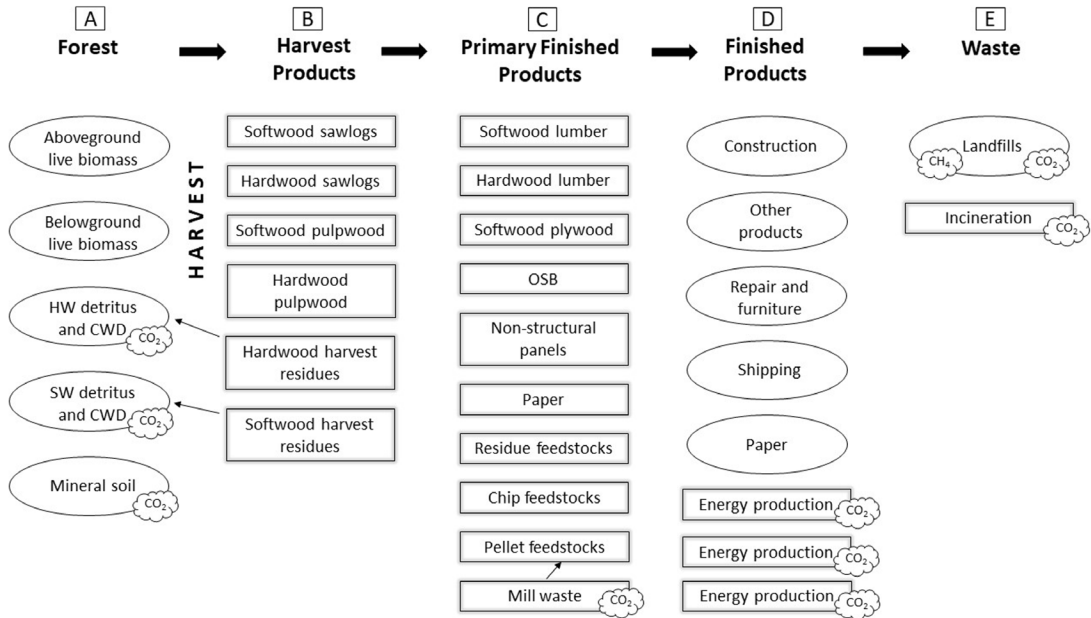 A
Forest
B
Harvest
Products
C
Primary Finished
Products
D
Finished
Products
E
Waste
Aboveground
live biomass
Belowground
live biomass
HW detritus
and CWD
CO2
SW detritus
and CWD
CO2
Mineral soil
CO2
HARVEST
Softwood sawlogs
Hardwood sawlogs
Softwood pulpwood
Hardwood
pulpwood
Hardwood harvest
residues
Softwood harvest
residues
Softwood lumber
Hardwood lumber
Softwood plywood
OSB
Non-structural
panels
Paper
Residue feedstocks
Chip feedstocks
Pellet feedstocks
Mill waste
CO2
Construction
Other
products
Repair and
furniture
Shipping
Paper
Energy production
CO2
Energy production
CO2
Energy production
CO2
Landfills
CH4
CO2
Incineration
CO2